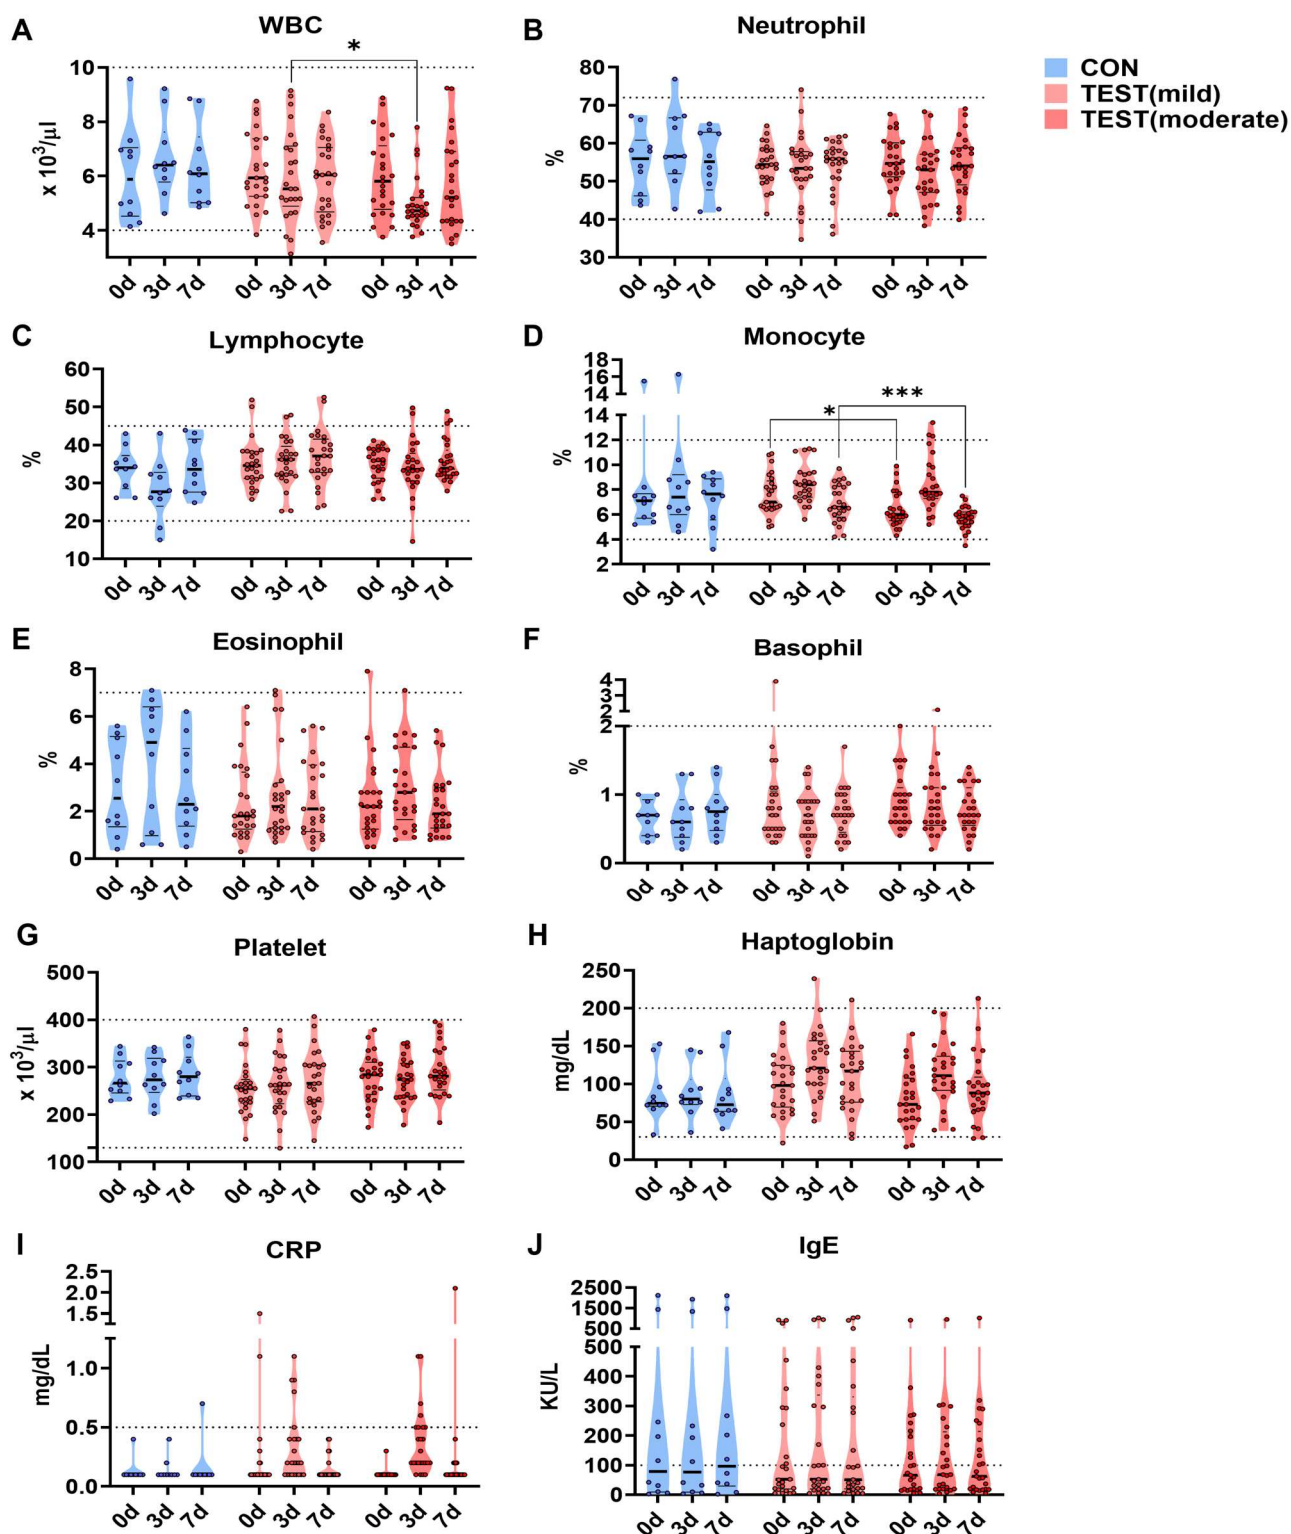 A
WBC
*
10
8
6
4
x 10³/µl
0d 3d 7d 0d 3d 7d 0d 3d 7d
B
Neutrophil
80
70
60
50
40
30
%
0d 3d 7d 0d 3d 7d 0d 3d 7d
CON
TEST(mild)
TEST(moderate)
C
Lymphocyte
60
50
40
30
20
10
%
0d 3d 7d 0d 3d 7d 0d 3d 7d
D
Monocyte
18
16
14
14
12
10
8
6
4
2
%
*
***
0d 3d 7d 0d 3d 7d 0d 3d 7d
E
Eosinophil
8
6
4
2
0
%
0d 3d 7d 0d 3d 7d 0d 3d 7d
F
Basophil
4
3
2
2
1
0
%
0d 3d 7d 0d 3d 7d 0d 3d 7d
G
Platelet
500
400
300
200
100
x 10³/µl
0d 3d 7d 0d 3d 7d 0d 3d 7d
H
Haptoglobin
250
200
150
100
50
0
mg/dL
0d 3d 7d 0d 3d 7d 0d 3d 7d
I
CRP
2.5
2.0
1.5
1.0
0.5
0.0
mg/dL
0d 3d 7d 0d 3d 7d 0d 3d 7d
J
IgE
2500
1500
500
500
400
300
200
100
0
KU/L
0d 3d 7d 0d 3d 7d 0d 3d 7d